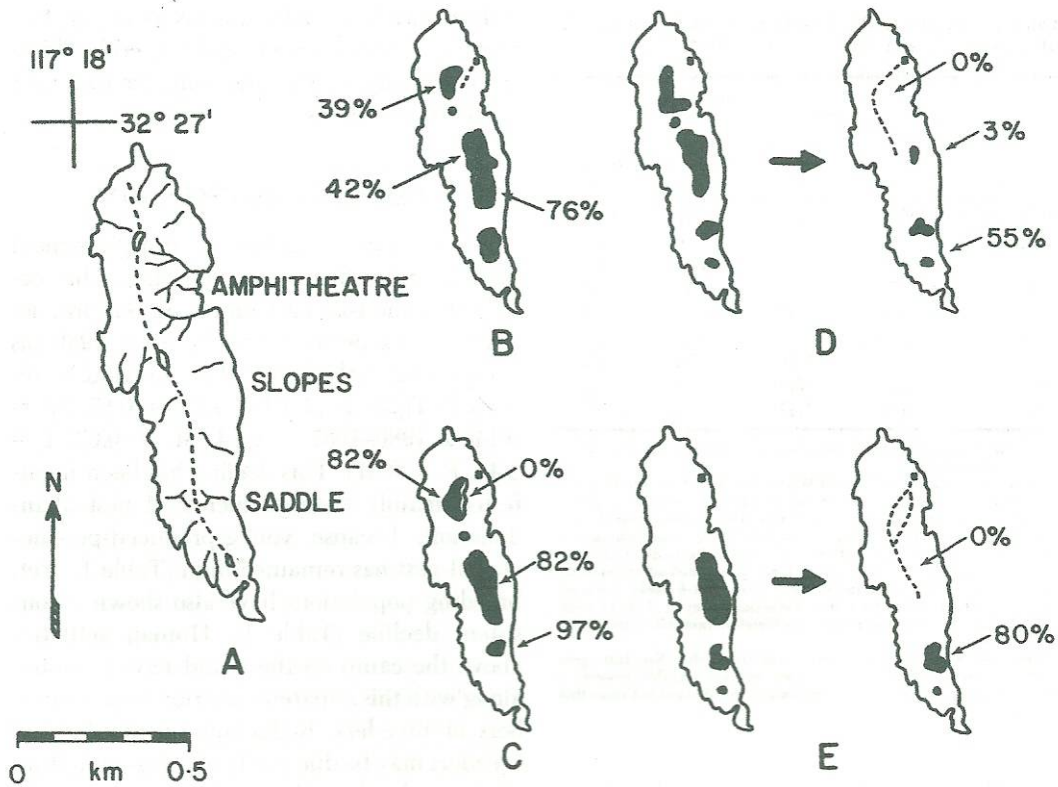 117° 18'
32° 27'
AMPHITHEATRE
SLOPES
SADDLE
N
A
0 km 0·5
39%
42%
76%
B
0%
3%
55%
D
82%
0%
82%
97%
C
0%
80%
E